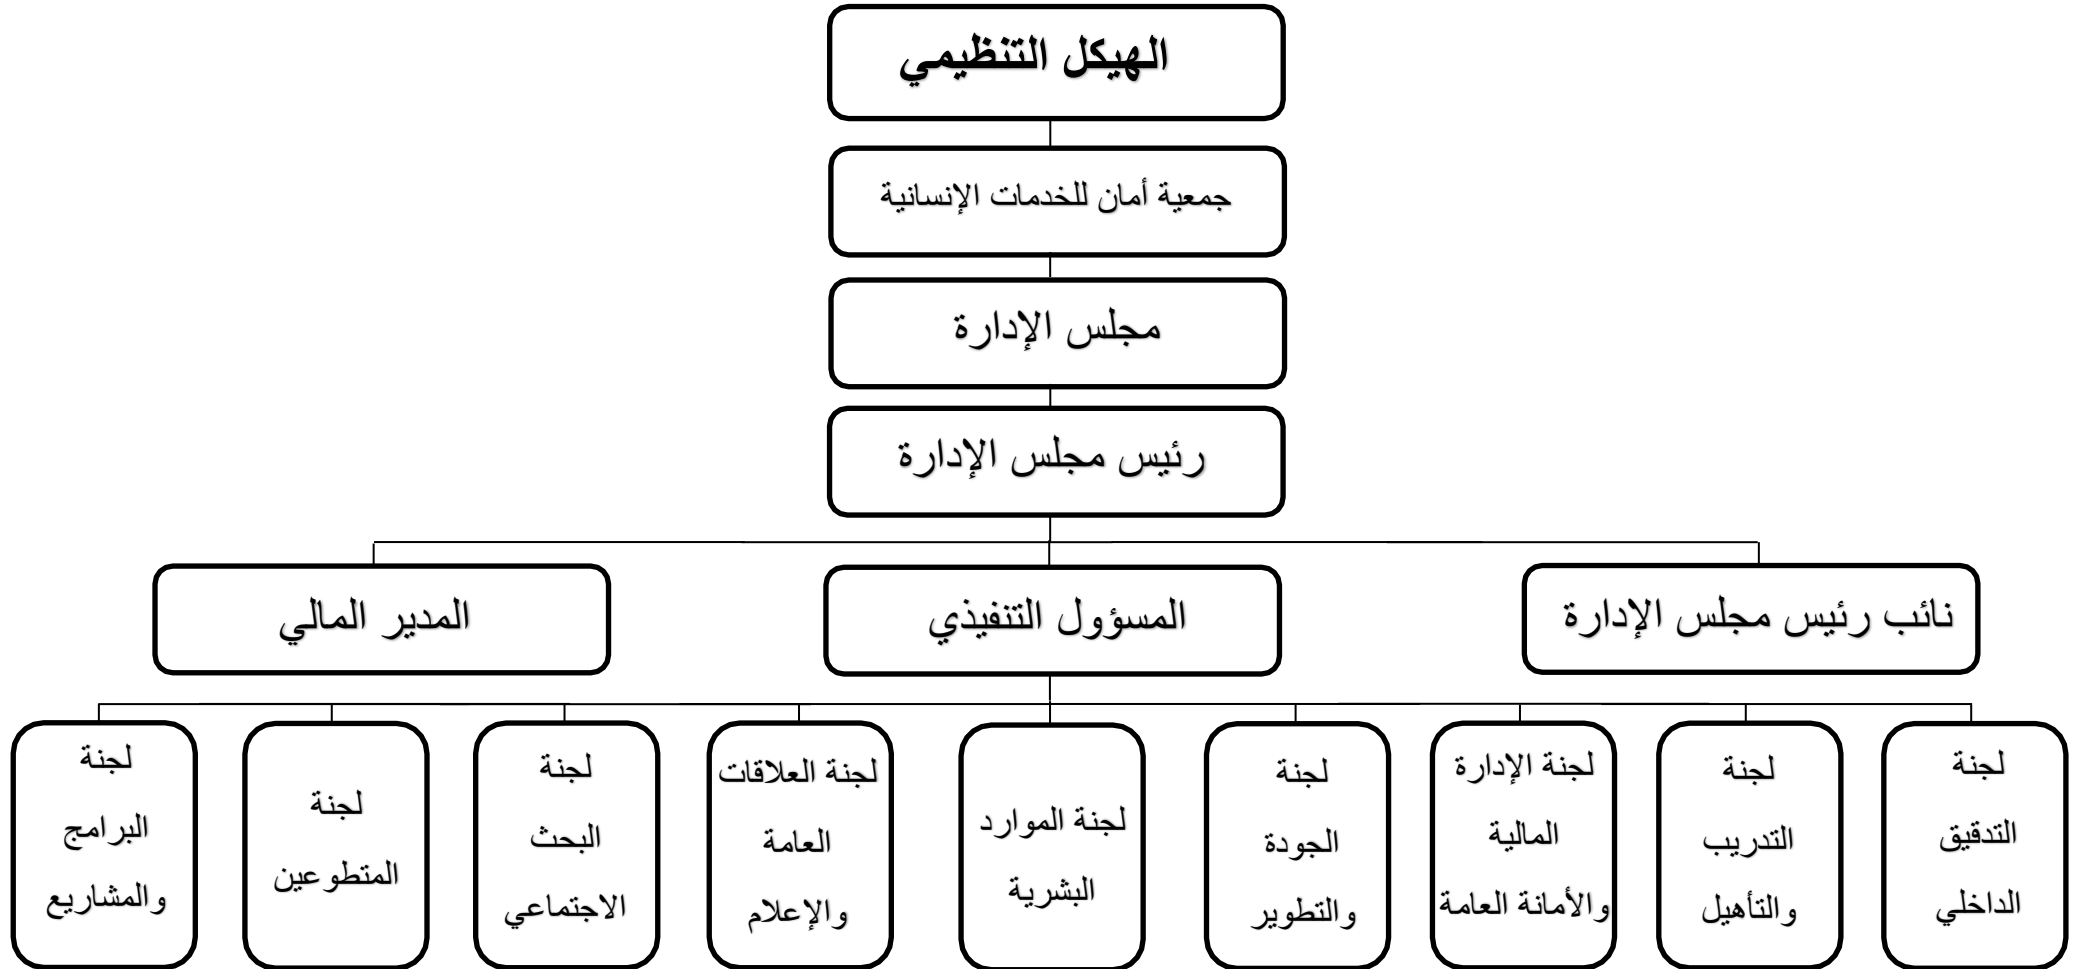 الهيكل التنظيمي
جمعية أمان للخدمات الإنسانية
مجلس الإدارة
رئيس مجلس الإدارة
نائب رئيس مجلس الإدارة
المسؤول التنفيذي
المدير المالي
لجنة
التدقيق
الداخلي
لجنة
التدريب
والتأهيل
لجنة الإدارة
المالية
والأمانة العامة
لجنة
الجودة
والتطوير
لجنة الموارد
البشرية
لجنة العلاقات
العامة
والإعلام
لجنة
البحث
الاجتماعي
لجنة
المتطوعين
لجنة
البرامج
والمشاريع